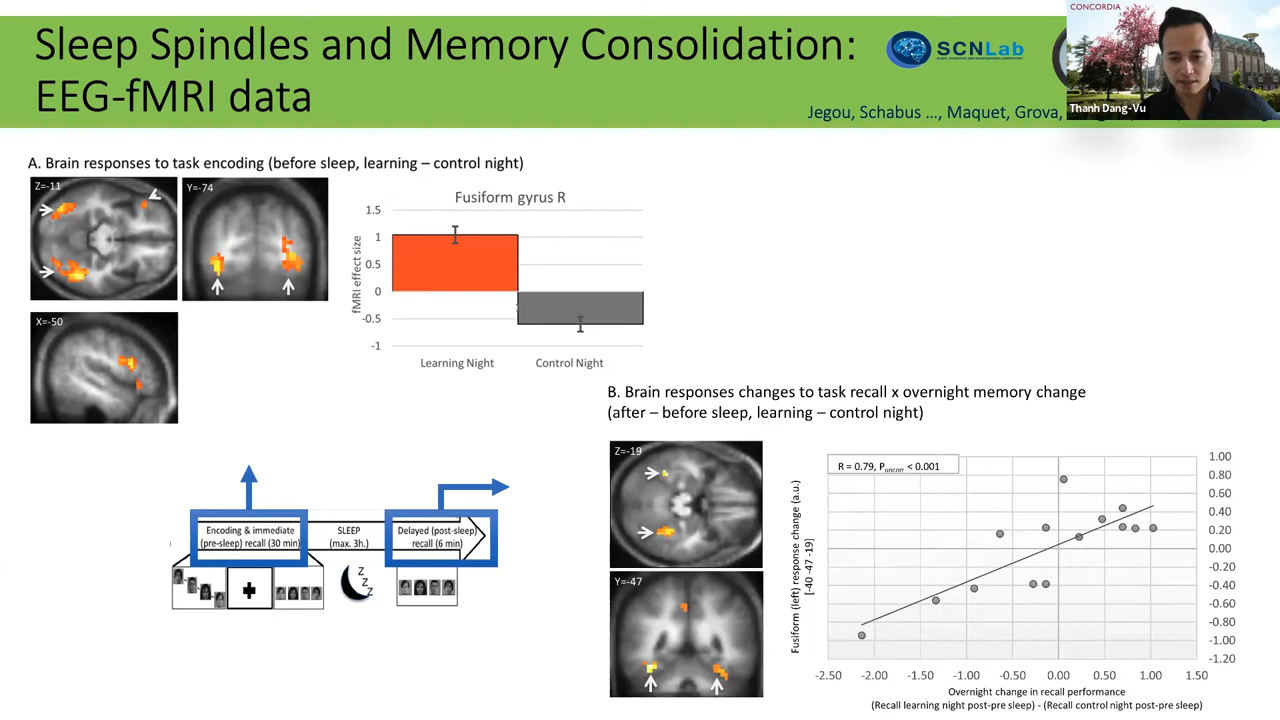 Sleep Spindles and Memory Consolidation:
EEG-fMRI data
SCNLab
CONCORDIA
Thanh Dang-Vu
Jegou, Schabus ..., Maquet, Grova,
A. Brain responses to task encoding (before sleep, learning – control night)
Z=-11
Y=-74
X=-50
Fusiform gyrus R
fMRI effect size
1.5
1
0.5
0
-0.5
-1
Learning Night
Control Night
B. Brain responses changes to task recall x overnight memory change
(after – before sleep, learning – control night)
Encoding & immediate
(pre-sleep) recall (30 min)
SLEEP
(max. 3h.)
Delayed (post-sleep)
recall (6 min)
Z
Z
Z
Z=-19
Y=-47
R = 0.79, Puncorr < 0.001
Fusiform (left) response change (a.u.)
[-40 -47 -19]
1.00
0.80
0.60
0.40
0.20
0.00
-0.20
-0.40
-0.60
-0.80
-1.00
-1.20
-2.50 -2.00 -1.50 -1.00 -0.50 0.00 0.50 1.00 1.50
Overnight change in recall performance
(Recall learning night post-pre sleep) - (Recall control night post-pre sleep)